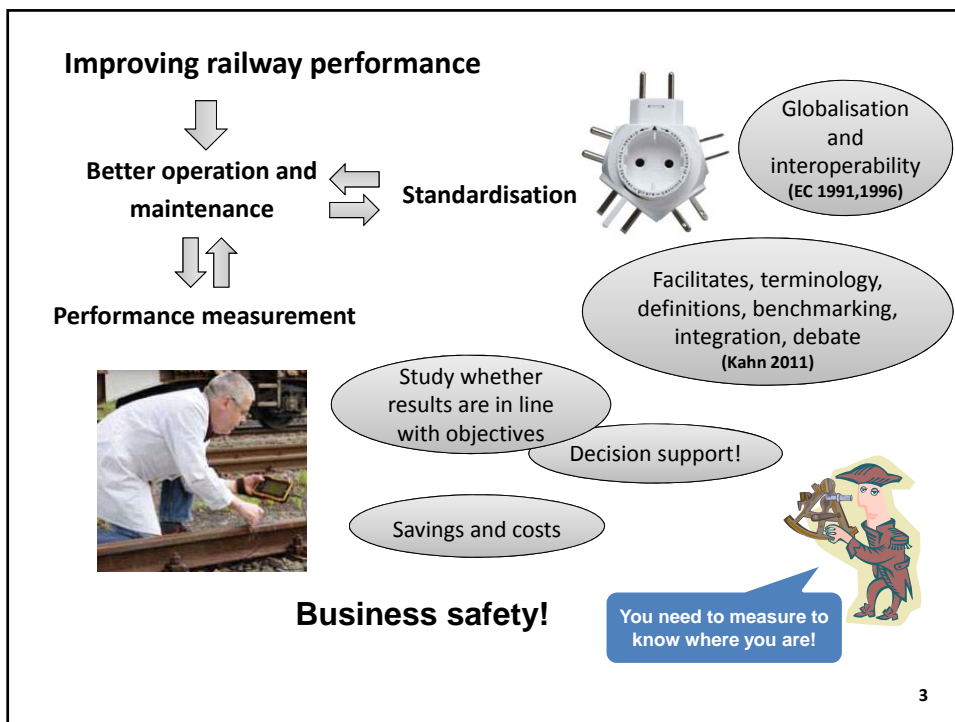 Improving railway performance
Better operation and
maintenance
Standardisation
Performance measurement
Globalisation
and
interoperability
(EC 1991,1996)
Facilitates, terminology,
definitions, benchmarking,
integration, debate
(Kahn 2011)
Study whether
results are in line
with objectives
Decision support!
Savings and costs
Business safety!
You need to measure to
know where you are!
3